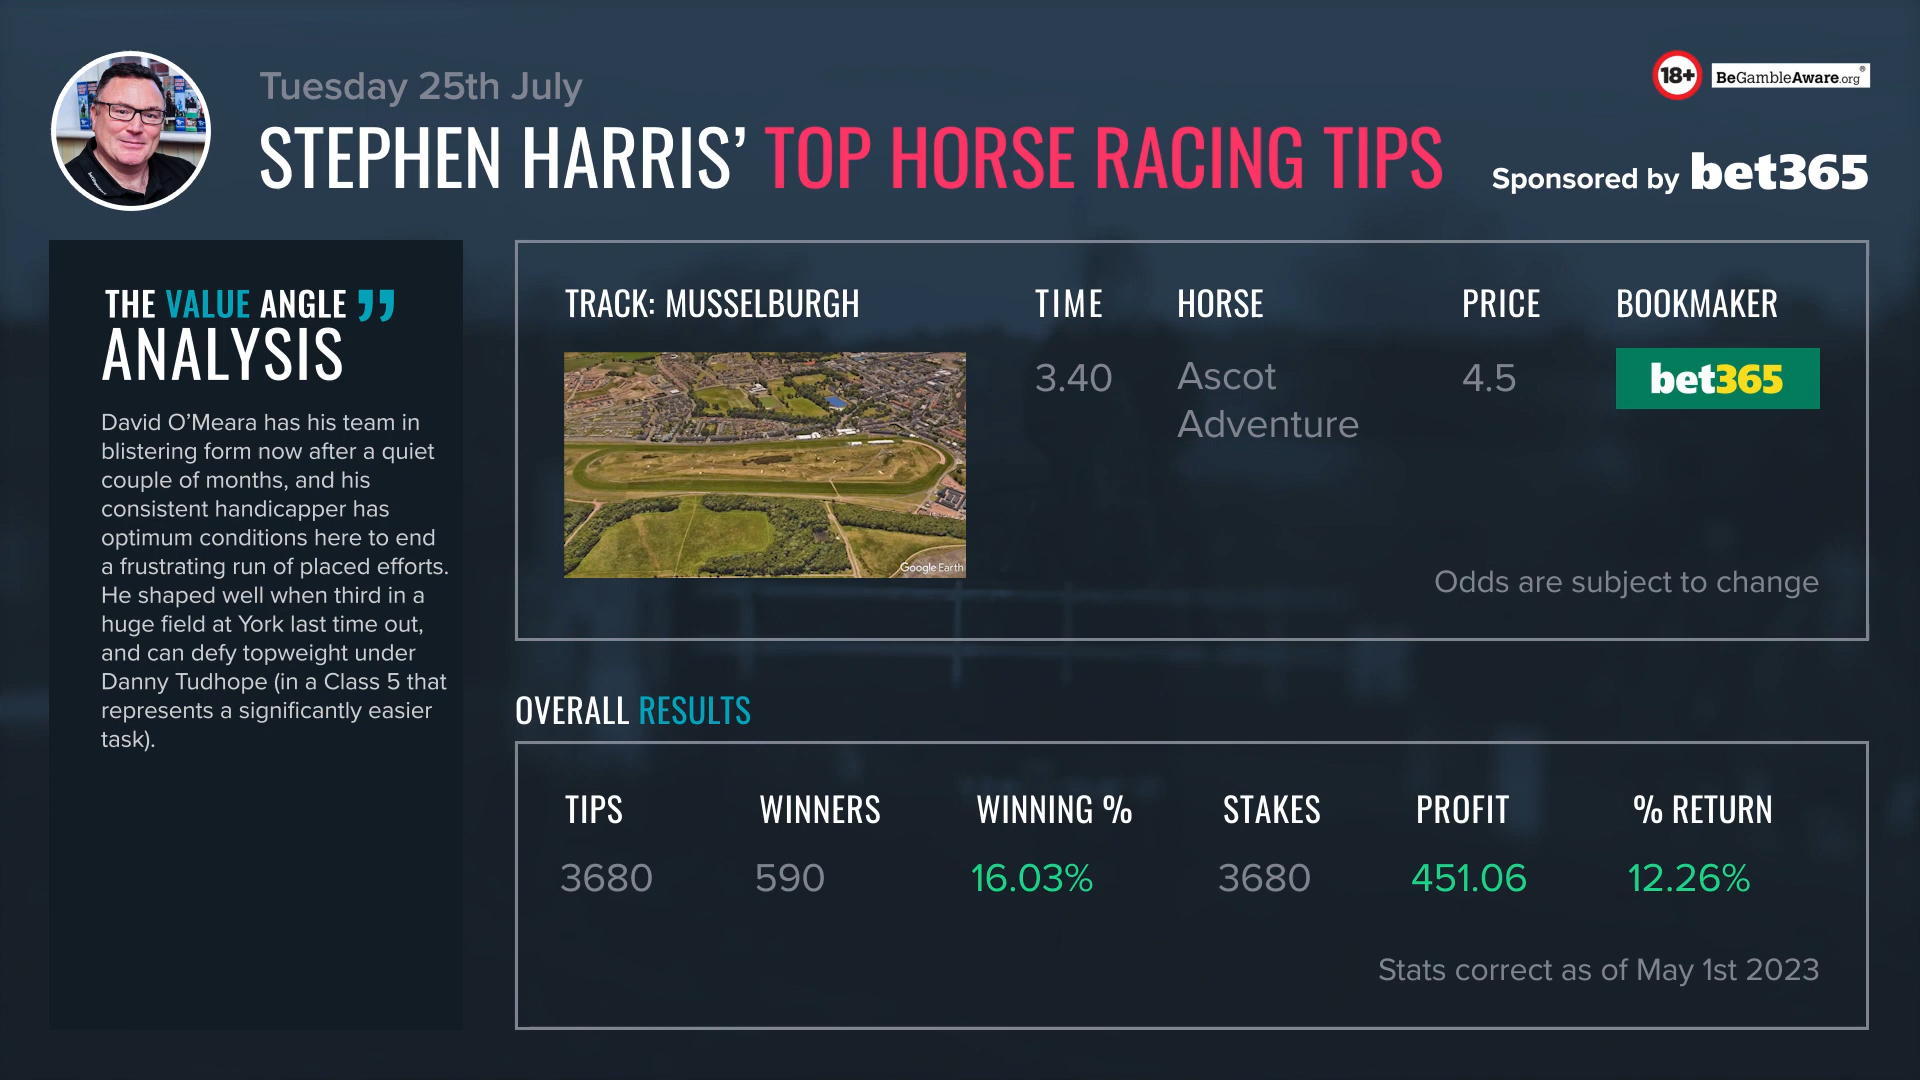 Tuesday 25th July
STEPHEN HARRIS’ TOP HORSE RACING TIPS
18+
BeGambleAware.org®
Sponsored by bet365
THE VALUE ANGLE ”
ANALYSIS
David O’Meara has his team in
blistering form now after a quiet
couple of months, and his
consistent handicapper has
optimum conditions here to end
a frustrating run of placed efforts.
He shaped well when third in a
huge field at York last time out,
and can defy topweight under
Danny Tudhope (in a Class 5 that
represents a significantly easier
task).
TRACK: MUSSELBURGH
TIME
HORSE
PRICE
BOOKMAKER
3.40
Ascot
Adventure
4.5
bet365
Google Earth
Odds are subject to change
OVERALL RESULTS
TIPS
WINNERS
WINNING %
STAKES
PROFIT
% RETURN
3680
590
16.03%
3680
451.06
12.26%
Stats correct as of May 1st 2023